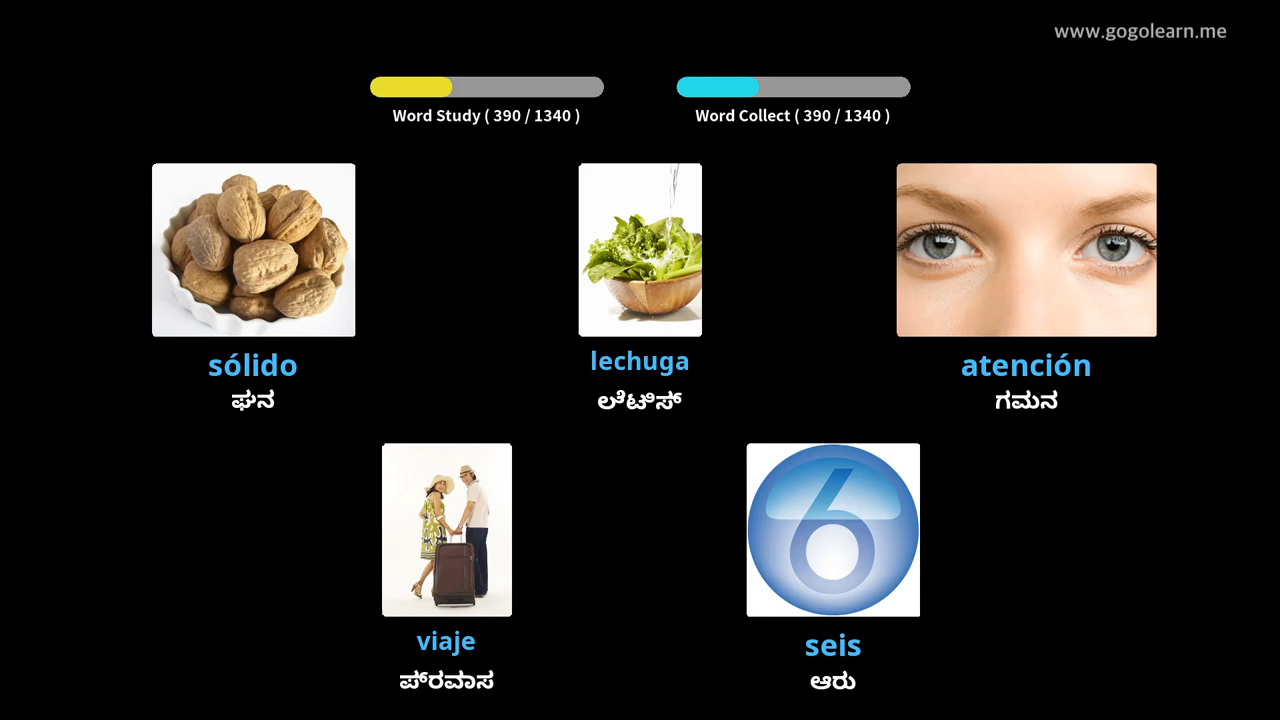 www.gogolearn.me
Word Study ( 390 / 1340 )
Word Collect ( 390 / 1340 )
sólido
ಘನ
lechuga
ಲೆಟಿಸ್
atención
ಗಮನ
6
viaje
ಪ್ರವಾಸ
seis
ಆರು